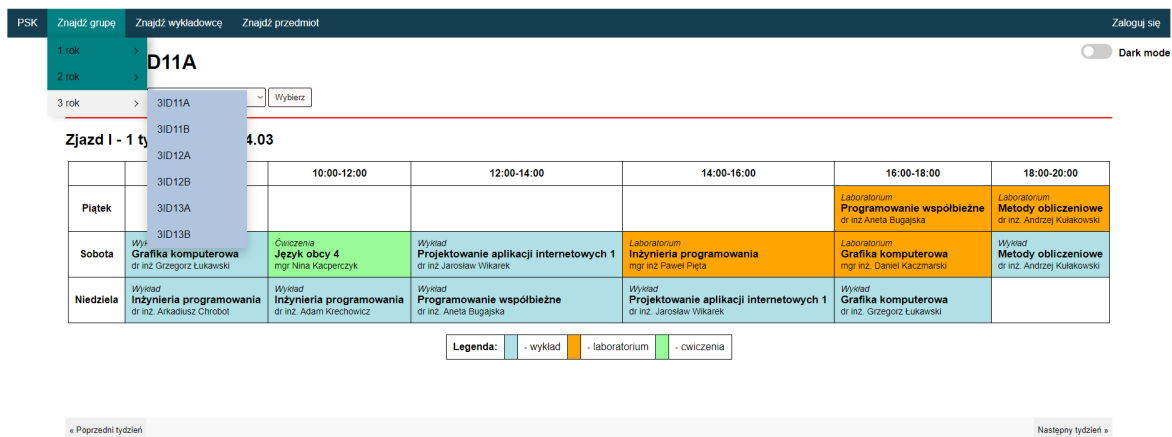 PSK Znajdź grupę Znajdź wykładowcę Znajdź przedmiot Zaloguj się
1 rok >
2 rok >
3 rok >
3ID11A
3ID11B
3ID12A
3ID12B
3ID13A
3ID13B
D11A
Dark mode
Wybierz
Zjazd I - 1 ty 4.03
10:00-12:00 12:00-14:00 14:00-16:00 16:00-18:00 18:00-20:00
Piątek
Laboratorium
Programowanie współbieżne
dr inż Aneta Bugajska
Laboratorium
Metody obliczeniowe
dr inż. Andrzej Kułakowski
Sobota
Wyk
Grafika komputerowa
dr inż Grzegorz Łukawski
Ćwiczenia
Język obcy 4
mgr Nina Kacperczyk
Wykład
Projektowanie aplikacji internetowych 1
dr inż Jarosław Wikarek
Laboratorium
Inżynieria programowania
mgr inż Paweł Pięta
Laboratorium
Grafika komputerowa
mgr inż. Daniel Kaczmarski
Wykład
Metody obliczeniowe
dr inż. Andrzej Kułakowski
Niedziela
Wykład
Inżynieria programowania
dr inż. Arkadiusz Chrobot
Wykład
Inżynieria programowania
dr inż. Adam Krechowicz
Wykład
Programowanie współbieżne
dr inż. Aneta Bugajska
Wykład
Projektowanie aplikacji internetowych 1
dr inż. Jarosław Wikarek
Wykład
Grafika komputerowa
dr inż. Grzegorz Łukawski
Legenda: - wykład - laboratorium - cwiczenia
« Poprzedni tydzień Następny tydzień »